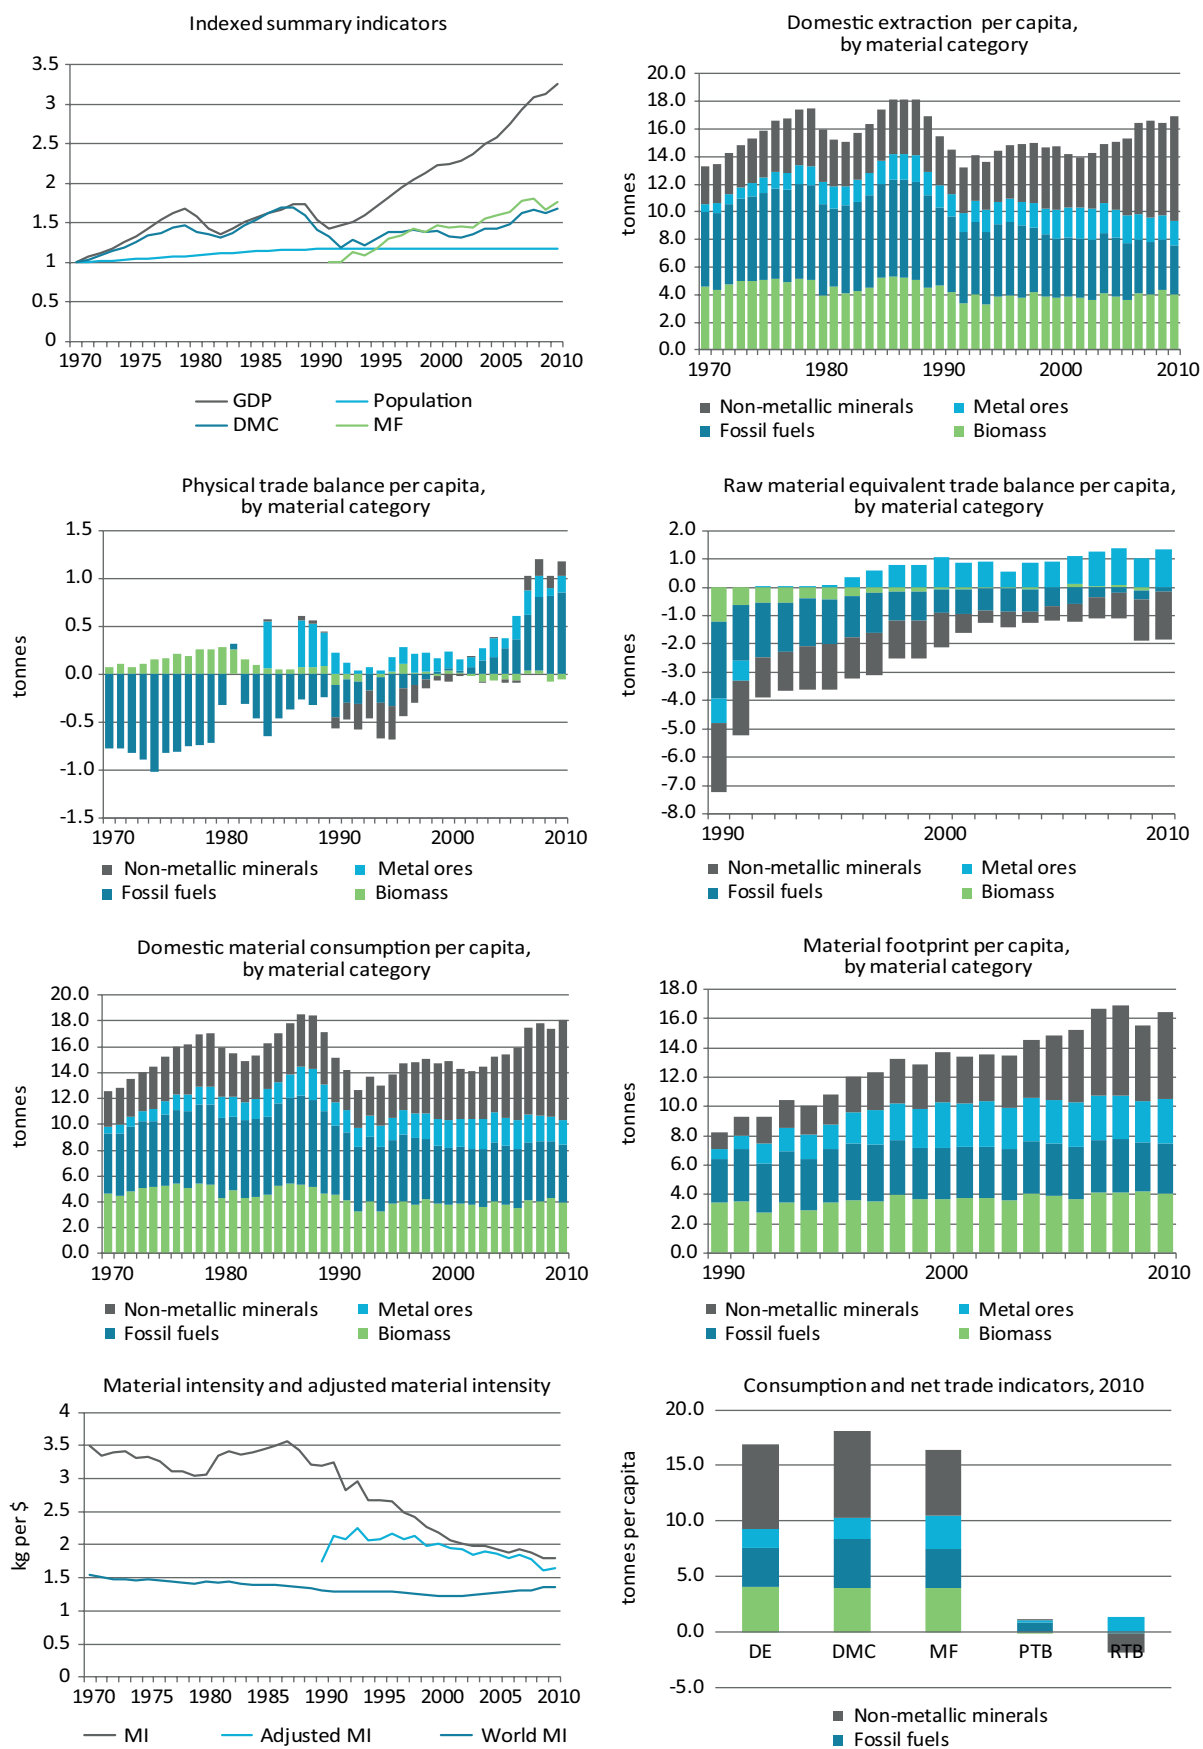 Indexed summary indicators
3.5
3
2.5
2
1.5
1
0.5
0
1970 1975 1980 1985 1990 1995 2000 2005 2010
GDP Population
DMC MF
Domestic extraction per capita,
by material category
tonnes
20.0
18.0
16.0
14.0
12.0
10.0
8.0
6.0
4.0
2.0
0.0
1970 1980 1990 2000 2010
Non-metallic minerals Metal ores
Fossil fuels Biomass
Physical trade balance per capita,
by material category
tonnes
1.5
1.0
0.5
0.0
-0.5
-1.0
-1.5
1970 1980 1990 2000 2010
Non-metallic minerals Metal ores
Fossil fuels Biomass
Raw material equivalent trade balance per capita,
by material category
tonnes
2.0
1.0
0.0
-1.0
-2.0
-3.0
-4.0
-5.0
-6.0
-7.0
-8.0
1990 2000 2010
Non-metallic minerals Metal ores
Fossil fuels Biomass
Domestic material consumption per capita,
by material category
tonnes
20.0
18.0
16.0
14.0
12.0
10.0
8.0
6.0
4.0
2.0
0.0
1970 1980 1990 2000 2010
Non-metallic minerals Metal ores
Fossil fuels Biomass
Material footprint per capita,
by material category
tonnes
18.0
16.0
14.0
12.0
10.0
8.0
6.0
4.0
2.0
0.0
1990 2000 2010
Non-metallic minerals Metal ores
Fossil fuels Biomass
Material intensity and adjusted material intensity
kg per $
4
3.5
3
2.5
2
1.5
1
0.5
0
1970 1975 1980 1985 1990 1995 2000 2005 2010
MI Adjusted MI World MI
Consumption and net trade indicators, 2010
tonnes per capita
20.0
15.0
10.0
5.0
0.0
-5.0
DE DMC MF PTB RTB
Non-metallic minerals
Fossil fuels